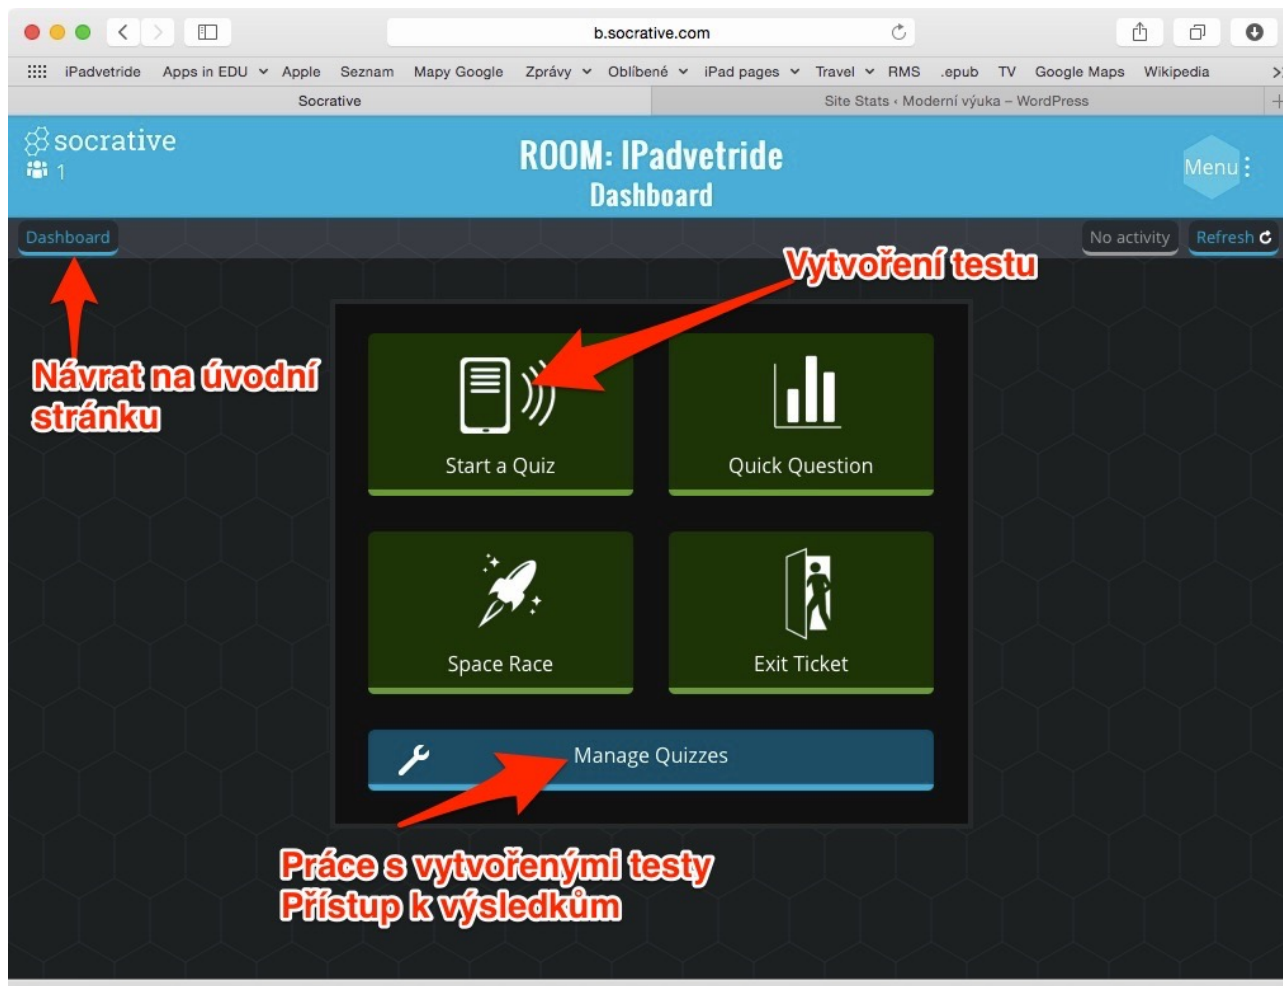 b.socrative.com
iPadvetride Apps in EDU Apple Seznam Mapy Google Zprávy Oblíbené iPad pages Travel RMS .epub TV Google Maps Wikipedia
Socrative Site Stats ‹ Moderní výuka – WordPress
socrative
1
ROOM: IPadvetride
Dashboard
Menu
Dashboard
No activity Refresh
Vytvoření testu
Návrat na úvodní
stránku
Start a Quiz Quick Question
Space Race Exit Ticket
Manage Quizzes
Práce s vytvořenými testy
Přístup k výsledkům